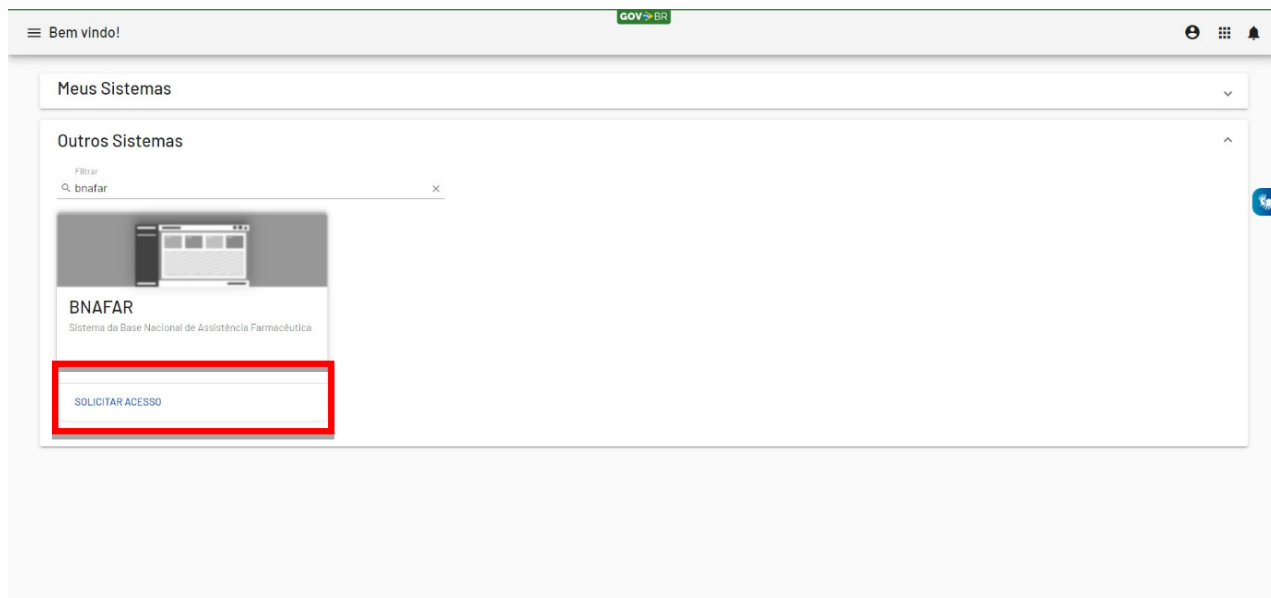 GOV BR
Bem vindo!
Meus Sistemas
Outros Sistemas
Filtrar
bnafar
BNAFAR
Sistema da Base Nacional de Assistência Farmacêutica
SOLICITAR ACESSO